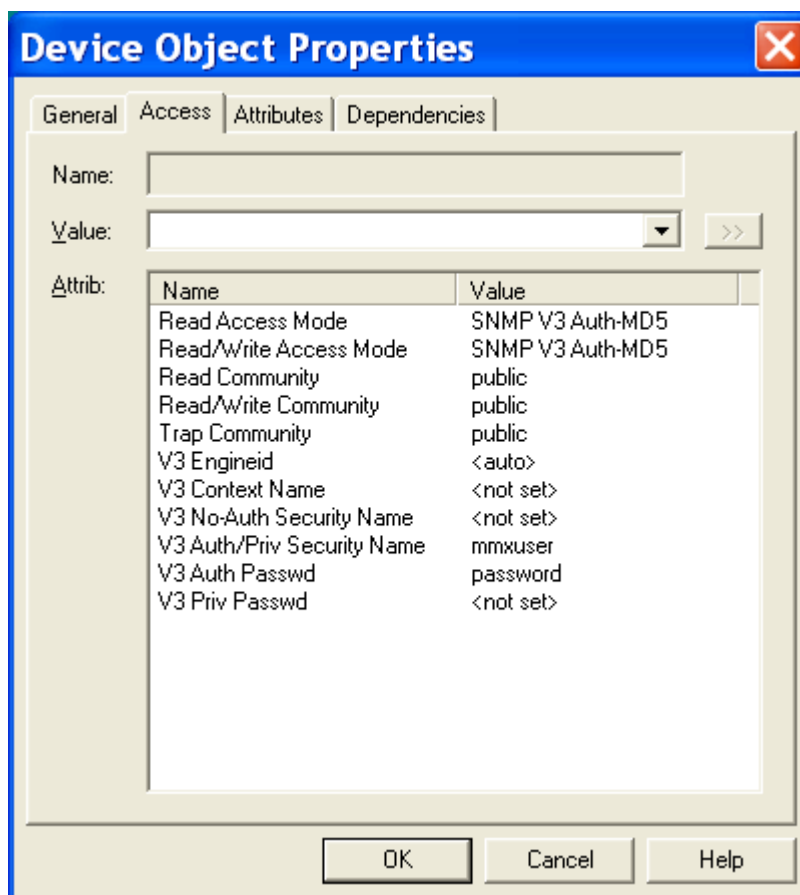 Device Object Properties
General Access Attributes Dependencies
Name:
Value: >>
Attrib:
Name Value
Read Access Mode SNMP V3 Auth-MD5
Read/Write Access Mode SNMP V3 Auth-MD5
Read Community public
Read/Write Community public
Trap Community public
V3 Engineid <auto>
V3 Context Name <not set>
V3 No-Auth Security Name <not set>
V3 Auth/Priv Security Name mmxuser
V3 Auth Passwd password
V3 Priv Passwd <not set>
OK Cancel Help